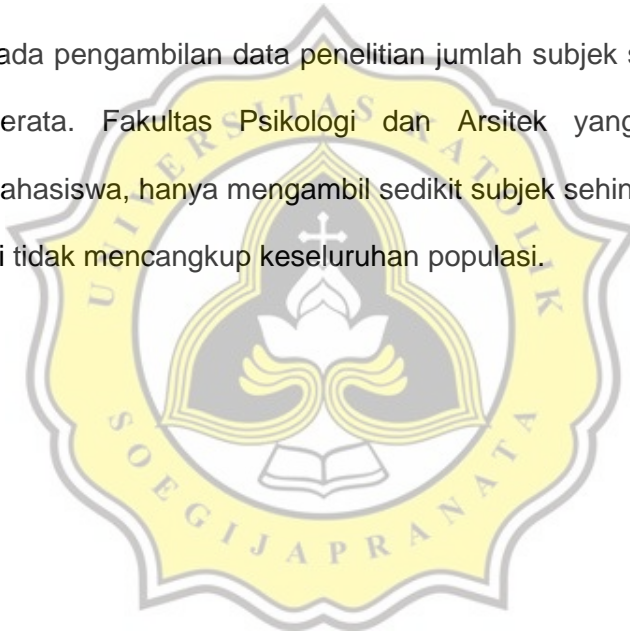 ada pengambilan data penelitian jumlah subjek
erata. Fakultas Psikologi dan Arsitek yang
ahasiswa, hanya mengambil sedikit subjek
i tidak mencangkup keseluruhan populasi.
UNIVERSITAS KATOLIK
SOEGIJAPRANATA